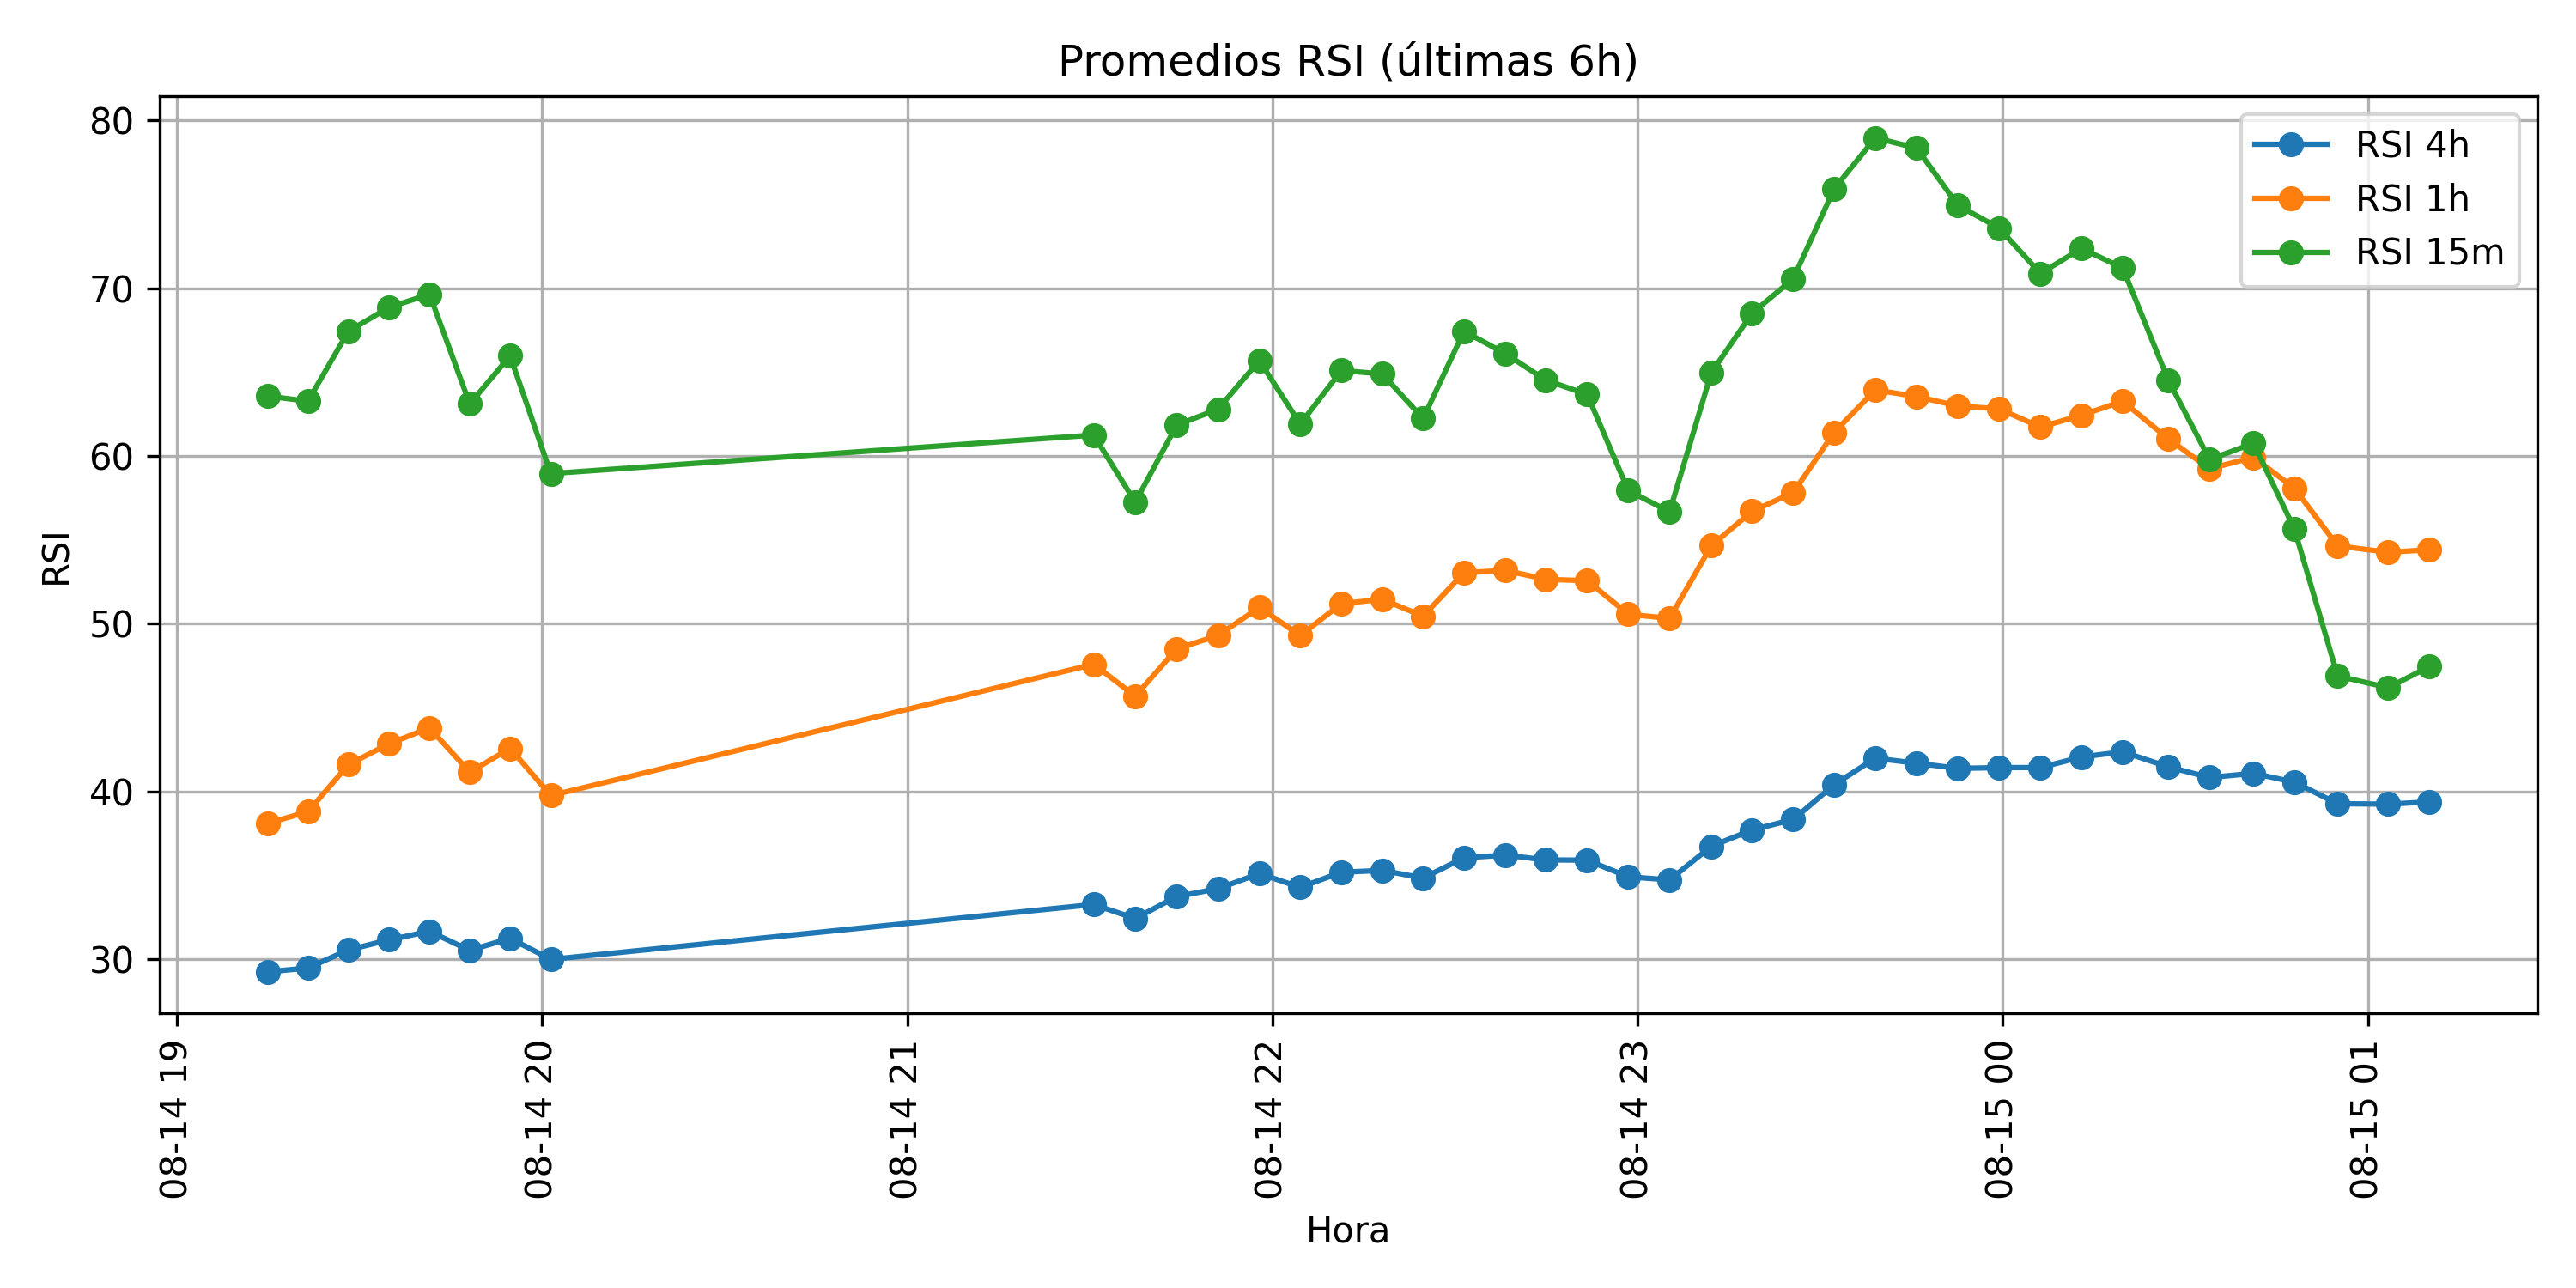 Promedios RSI (últimas 6h)
RSI 4h
RSI 1h
RSI 15m
RSI
80
70
60
50
40
30
08-14 19
08-14 20
08-14 21
08-14 22
08-14 23
08-15 00
08-15 01
Hora